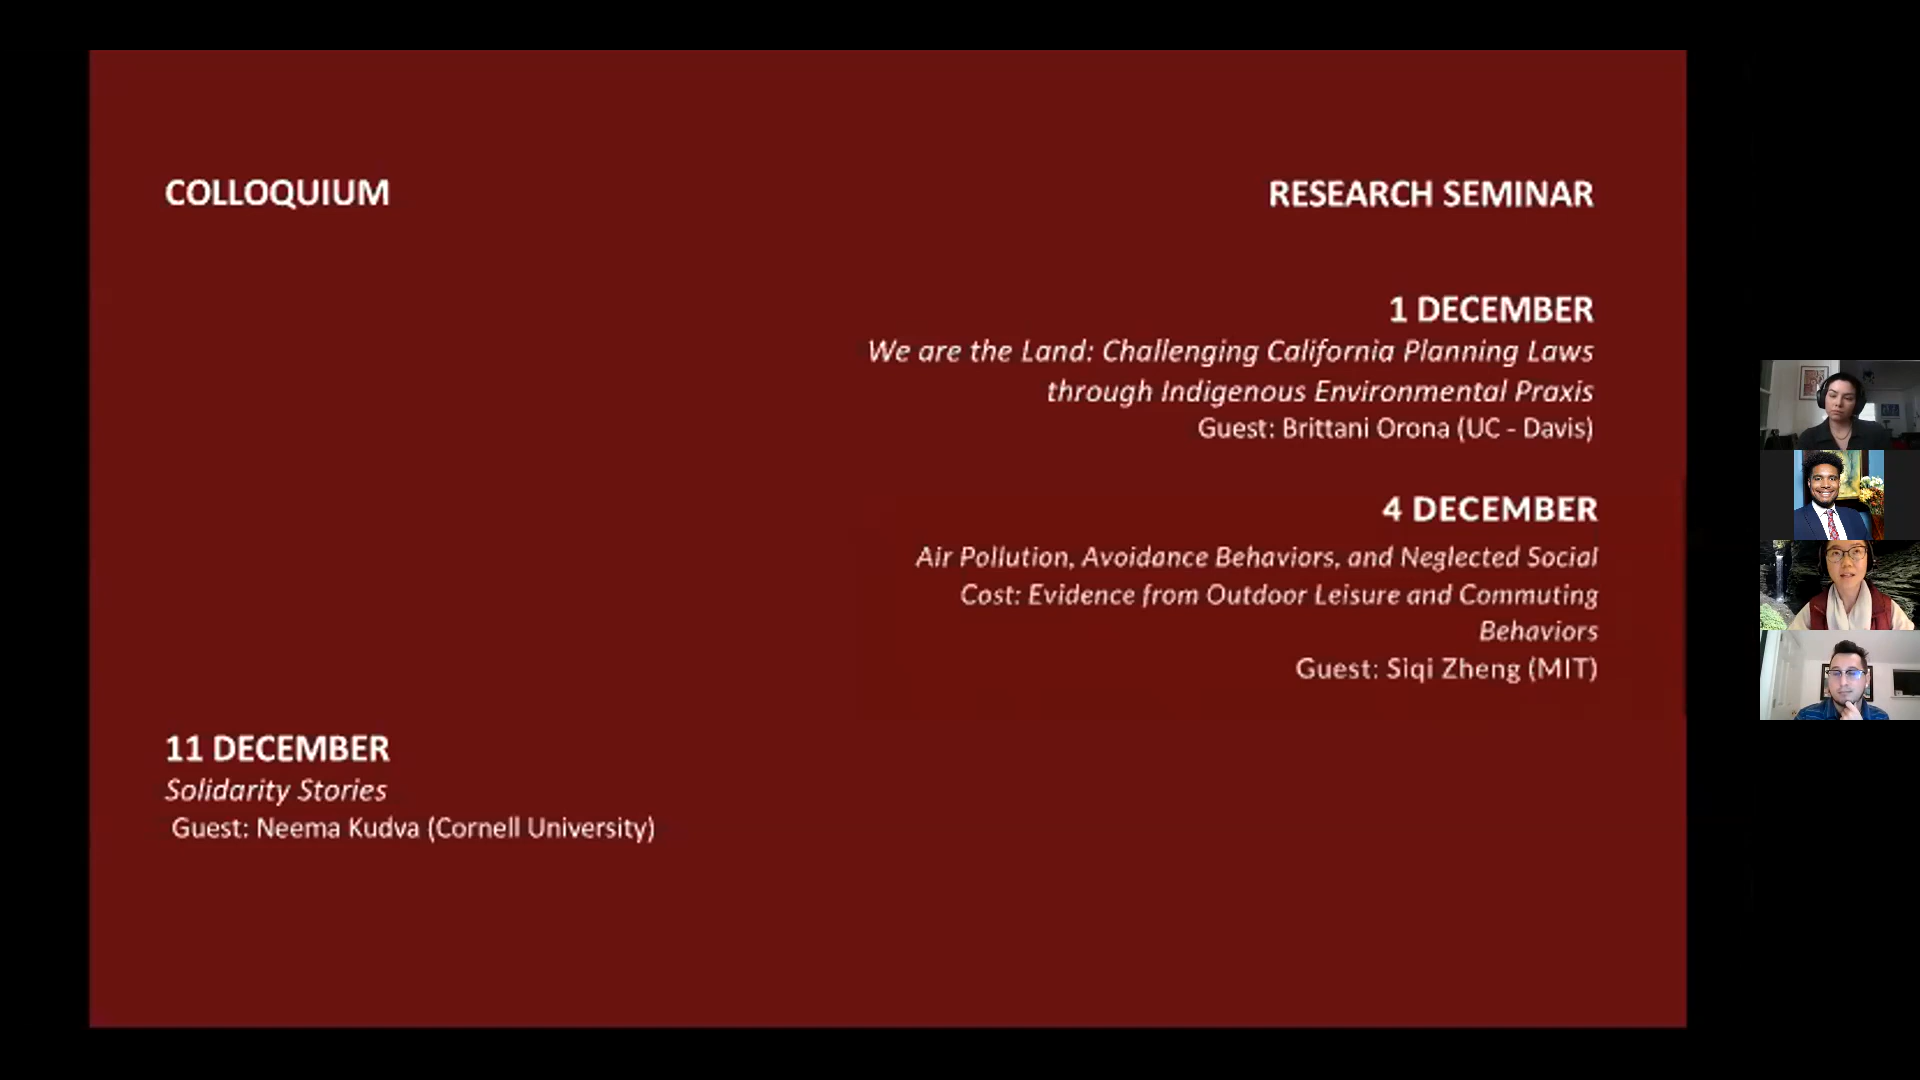 COLLOQUIUM
RESEARCH SEMINAR
1 DECEMBER
We are the Land: Challenging California Planning Laws
through Indigenous Environmental Praxis
Guest: Brittani Orona (UC - Davis)
4 DECEMBER
Air Pollution, Avoidance Behaviors, and Neglected Social
Cost: Evidence from Outdoor Leisure and Commuting
Behaviors
Guest: Siqi Zheng (MIT)
11 DECEMBER
Solidarity Stories
Guest: Neema Kudva (Cornell University)